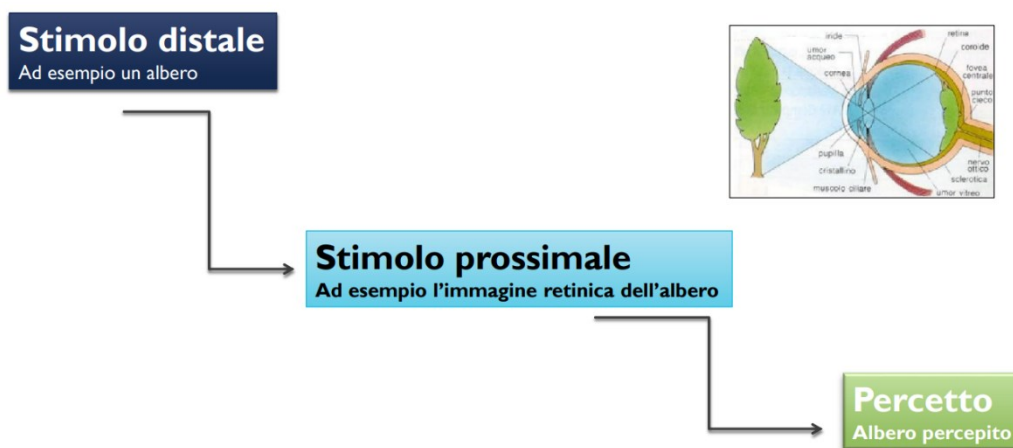 Stimolo distale
Ad esempio un albero
iride
umor
acqueo
cornea
retina
coroide
fovea
centrale
punto
cieco
pupilla
cristallino
muscolo ciliare
nervo
ottico
sclerotica
umor vitreo
Stimolo prossimale
Ad esempio l'immagine retinica dell'albero
Percetto
Albero percepito